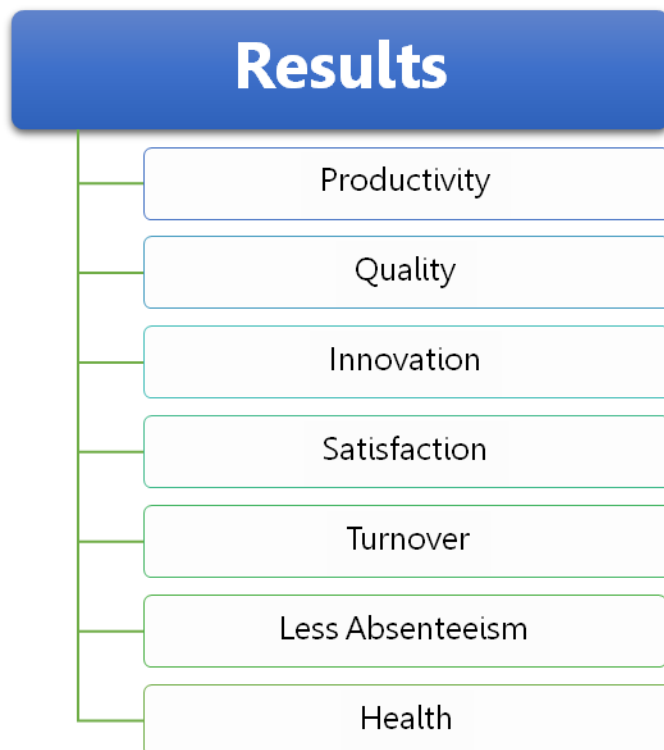 Results
Productivity
Quality
Innovation
Satisfaction
Turnover
Less Absenteeism
Health